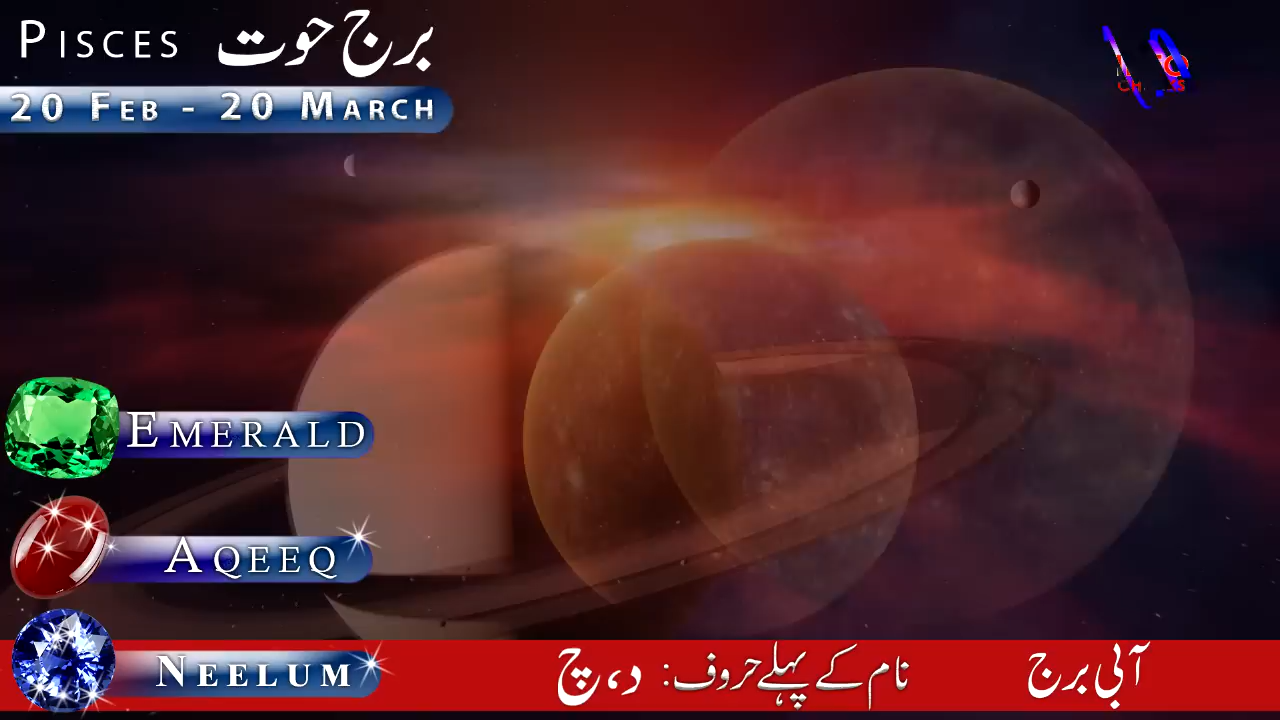 Pisces برج حوت
20 Feb - 20 March
Emerald
Aqeeq
Neelum
آبی برج نام کے پہلے حروف: د، چ